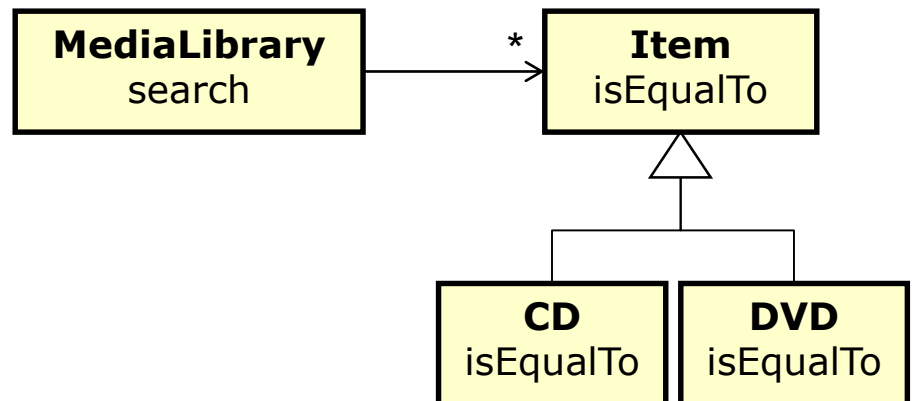 MediaLibrary
search
*
Item
isEqualTo
CD
isEqualTo
DVD
isEqualTo